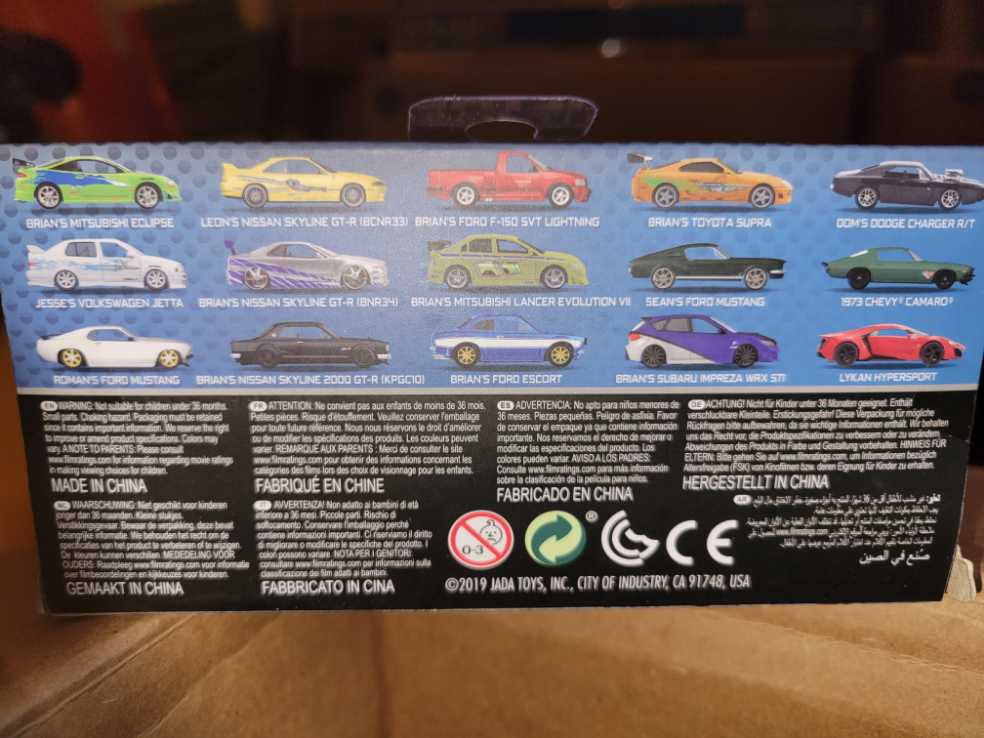 BRIAN'S MITSUBISHI ECLIPSE
LEON'S NISSAN SKYLINE GT-R (BCNR33)
BRIAN'S FORD F-150 SVT LIGHTNING
BRIAN'S TOYOTA SUPRA
DOM'S DODGE CHARGER R/T
JESSE'S VOLKSWAGEN JETTA
BRIAN'S NISSAN SKYLINE GT-R (BNR34)
BRIAN'S MITSUBISHI LANCER EVOLUTION VII
SEAN'S FORD MUSTANG
1973 CHEVY® CAMARO®
ROMAN'S FORD MUSTANG
BRIAN'S NISSAN SKYLINE 2000 GT-R (KPGC10)
BRIAN'S FORD ESCORT
BRIAN'S SUBARU IMPREZA WRX STI
LYKAN HYPERSPORT
EN WARNING: Not suitable for children under 36 months.
Small parts. Choking hazard. Packaging must be retained
since it contains important information. We reserve the right
to improve or amend product specifications. Colors may
vary. A NOTE TO PARENTS: Please consult
www.filmratings.com for information regarding movie ratings
in making viewing choices for children.
MADE IN CHINA
FR ATTENTION: Ne convient pas aux enfants de moins de 36 mois.
Petites pièces. Risque d'étouffement. Veuillez conserver l'emballage
pour toute future référence. Nous nous réservons le droit d'améliorer
ou de modifier les spécifications des produits. Les couleurs peuvent
varier. REMARQUE AUX PARENTS : Merci de consulter le site
www.filmratings.com pour obtenir des informations concernant les
catégories des films lors des choix de visionnage pour les enfants.
FABRIQUÉ EN CHINE
ES ADVERTENCIA: No apto para niños menores de
36 meses. Piezas pequeñas. Peligro de asfixia. Favor
de conservar el empaque ya que contiene información
importante. Nos reservamos el derecho de mejorar o
modificar las especificaciones del producto. Los
colores pueden variar. AVISO A LOS PADRES:
Consulte www.filmratings.com para más información
sobre la clasificación de la película para niños.
FABRICADO EN CHINA
DE ACHTUNG! Nicht für Kinder unter 36 Monaten geeignet. Enthält
verschluckbare Kleinteile. Erstickungsgefahr! Diese Verpackung für mögliche
Rückfragen bitte aufbewahren, da sie wichtige Informationen enthält. Wir behalten
uns das Recht vor, die Produktspezifikationen zu verbessern oder zu verändern
Abweichungen des Produktes in Farbe und Gestaltung vorbehalten. HINWEIS FÜR
ELTERN: Bitte gehen Sie auf www.filmratings.com, um Informationen bezüglich
Altersfreigabe (FSK) von Kinofilmen bzw. deren Eignung für Kinder zu erhalten.
HERGESTELLT IN CHINA
NL WAARSCHUWING: Niet geschikt voor kinderen
jonger dan 36 maanden. Kleine stukjes.
Verstikkingsgevaar. Bewaar de verpakking, deze bevat
belangrijke informatie. We behouden het recht om de
specificaties van het product te verbeteren of te wijzigen.
De kleuren kunnen verschillen. MEDEDELING VOOR
OUDERS: Raadpleeg www.filmratings.com voor informatie
over filmbeoordelingen en kijkkeuzes voor kinderen.
GEMAAKT IN CHINA
IT AVVERTENZA! Non adatto ai bambini di età
inferiore a 36 mesi. Piccole parti. Rischio di
soffocamento. Conservare l'imballaggio perché
contiene informazioni importanti. Ci riserviamo il diritto
di migliorare o modificare le specifiche del prodotto. I
colori possono variare. NOTA PER I GENITORI:
consultare www.filmratings.com per informazioni sulla
classificazione dei film adatti ai bambini.
FABBRICATO IN CINA
0-3
®
CE
AR
صنع في الصين
©2019 JADA TOYS, INC., CITY OF INDUSTRY, CA 91748, USA